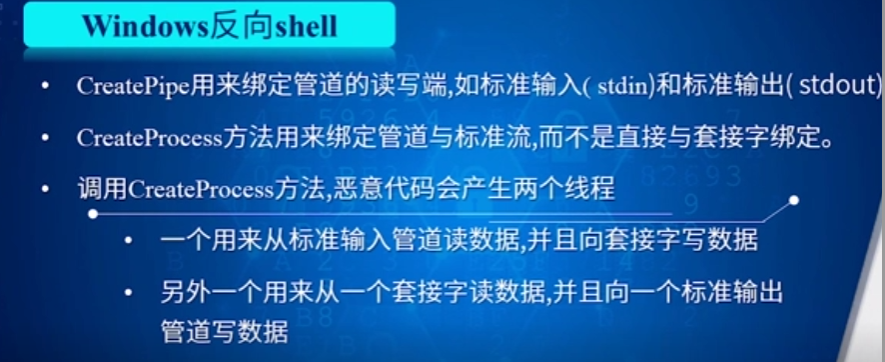 Windows反向shell
• CreatePipe用来绑定管道的读写端,如标准输入( stdin)和标准输出( stdout)
• CreateProcess方法用来绑定管道与标准流,而不是直接与套接字绑定。
• 调用CreateProcess方法,恶意代码会产生两个线程
• 一个用来从标准输入管道读数据,并且向套接字写数据
• 另外一个用来从一个套接字读数据,并且向一个标准输出
管道写数据